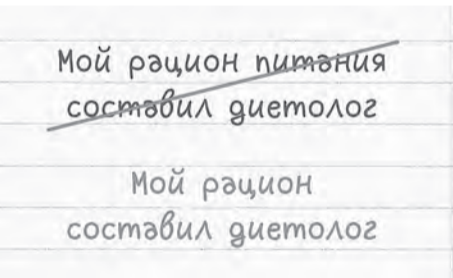 Мой рацион питания
составил диетолог
Мой рацион
составил диетолог